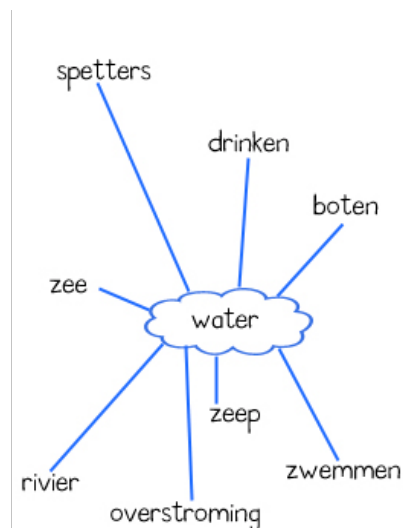 spetters
drinken
boten
zee
water
zeep
zwemmen
rivier
overstroming